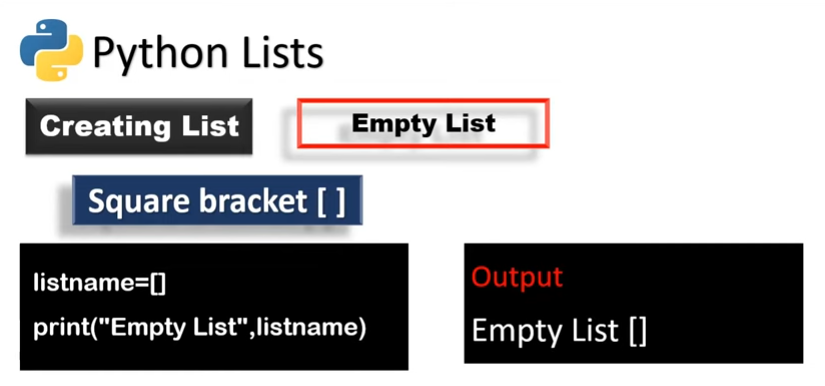 Python Lists
Creating List
Empty List
Square bracket [ ]
listname=[]
print("Empty List",listname)
Output
Empty List []